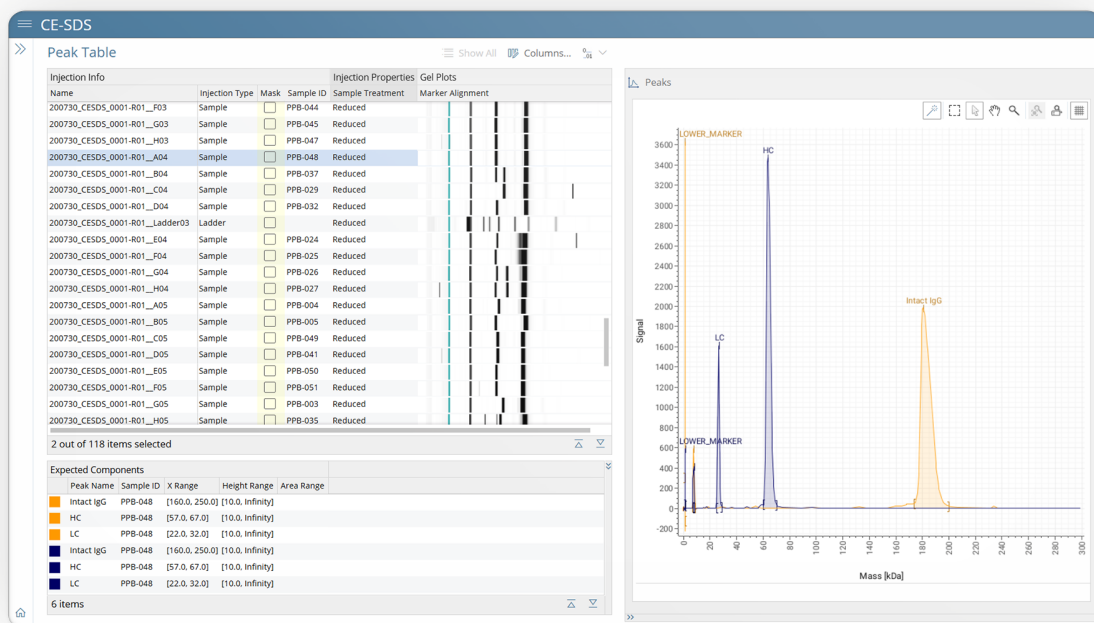 CE-SDS
Peak Table
Show All
Columns...
0.
.01
Injection Info Injection Properties Gel Plots
Name Injection Type Mask Sample ID Sample Treatment Marker Alignment
200730_CESDS_0001-R01__F03 Sample PPB-044 Reduced
200730_CESDS_0001-R01__G03 Sample PPB-045 Reduced
200730_CESDS_0001-R01__H03 Sample PPB-047 Reduced
200730_CESDS_0001-R01__A04 Sample PPB-048 Reduced
200730_CESDS_0001-R01__B04 Sample PPB-037 Reduced
200730_CESDS_0001-R01__C04 Sample PPB-029 Reduced
200730_CESDS_0001-R01__D04 Sample PPB-032 Reduced
200730_CESDS_0001-R01__Ladder03 Ladder Reduced
200730_CESDS_0001-R01__E04 Sample PPB-024 Reduced
200730_CESDS_0001-R01__F04 Sample PPB-025 Reduced
200730_CESDS_0001-R01__G04 Sample PPB-026 Reduced
200730_CESDS_0001-R01__H04 Sample PPB-027 Reduced
200730_CESDS_0001-R01__A05 Sample PPB-004 Reduced
200730_CESDS_0001-R01__B05 Sample PPB-005 Reduced
200730_CESDS_0001-R01__C05 Sample PPB-049 Reduced
200730_CESDS_0001-R01__D05 Sample PPB-041 Reduced
200730_CESDS_0001-R01__E05 Sample PPB-050 Reduced
200730_CESDS_0001-R01__F05 Sample PPB-051 Reduced
200730_CESDS_0001-R01__G05 Sample PPB-003 Reduced
200730_CESDS_0001-R01__H05 Sample PPB-035 Reduced
2 out of 118 items selected
Expected Components
Peak Name Sample ID X Range Height Range Area Range
Intact IgG PPB-048 [160.0, 250.0] [10.0, Infinity]
HC PPB-048 [57.0, 67.0] [10.0, Infinity]
LC PPB-048 [22.0, 32.0] [10.0, Infinity]
Intact IgG PPB-048 [160.0, 250.0] [10.0, Infinity]
HC PPB-048 [57.0, 67.0] [10.0, Infinity]
LC PPB-048 [22.0, 32.0] [10.0, Infinity]
6 items
Peaks
LOWER_MARKER
HC
Intact IgG
LC
LOWER_MARKER
Signal
3600
3400
3200
3000
2800
2600
2400
2200
2000
1800
1600
1400
1200
1000
800
600
400
200
0
-200
0 20 40 60 80 100 120 140 160 180 200 220 240 260 280 300
Mass [kDa]